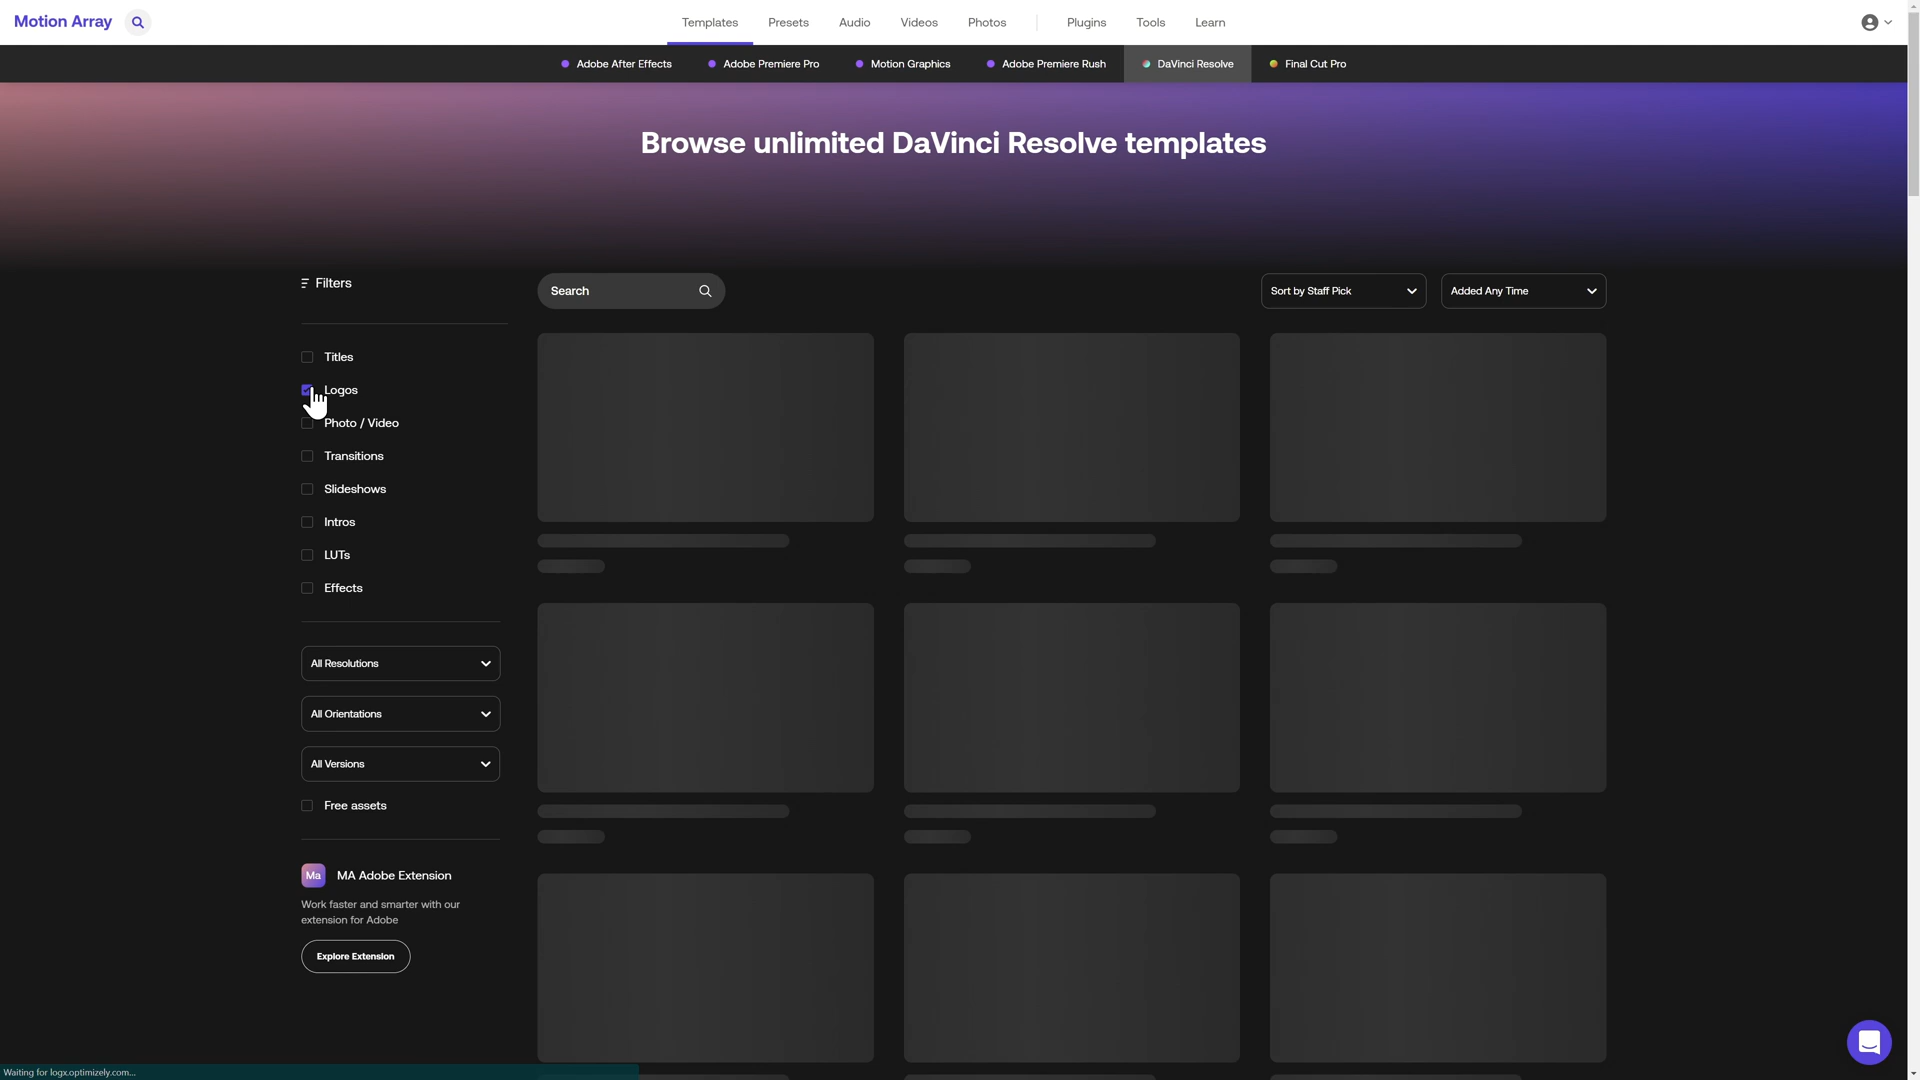 Motion Array
Templates Presets Audio Videos Photos Plugins Tools Learn
Adobe After Effects Adobe Premiere Pro Motion Graphics Adobe Premiere Rush DaVinci Resolve Final Cut Pro
Browse unlimited DaVinci Resolve templates
Filters
Search
Sort by Staff Pick
Added Any Time
Titles
Logos
Photo / Video
Transitions
Slideshows
Intros
LUTs
Effects
All Resolutions
All Orientations
All Versions
Free assets
Ma MA Adobe Extension
Work faster and smarter with our
extension for Adobe
Explore Extension
Waiting for logx.optimizely.com...